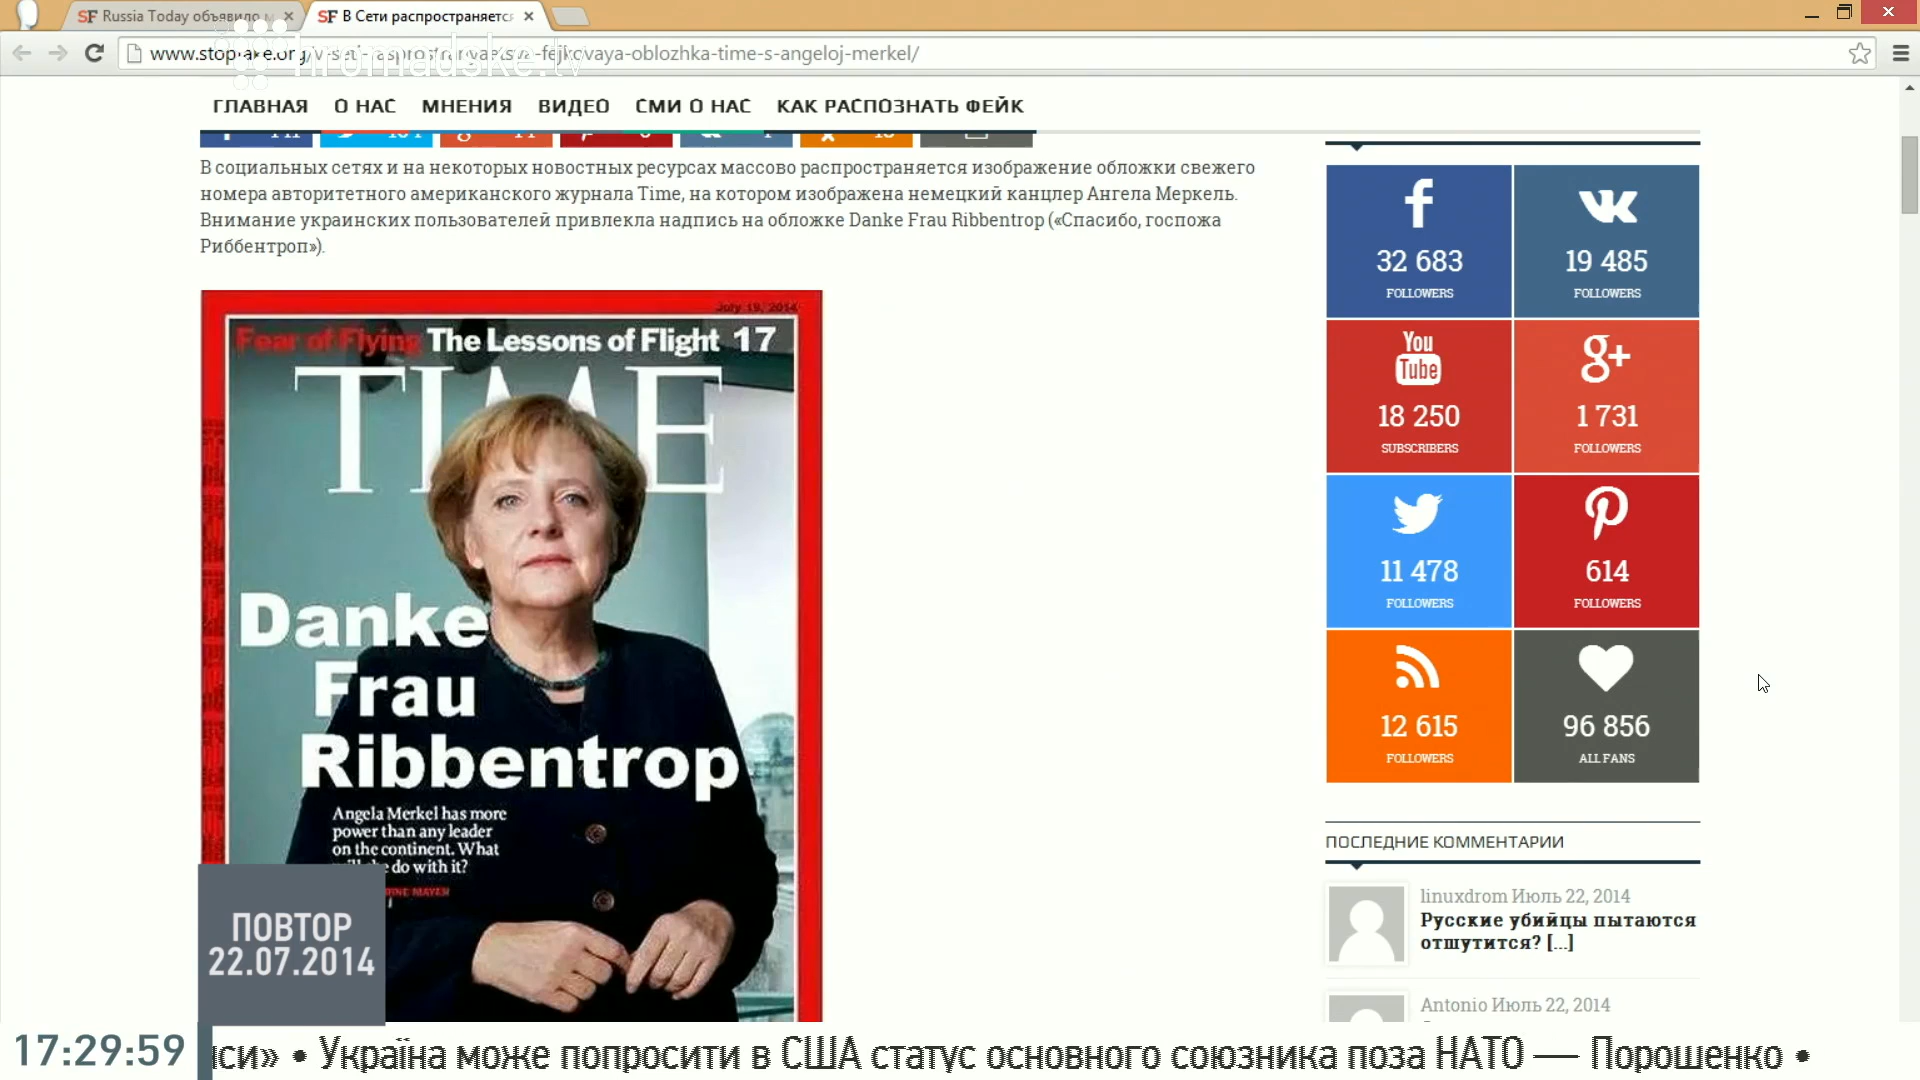 SF Russia Today объявило м
SF В Сети распространяетс
hromadske.tv
ГЛАВНАЯ О НАС МНЕНИЯ ВИДЕО СМИ О НАС КАК РАСПОЗНАТЬ ФЕЙК
В социальных сетях и на некоторых новостных ресурсах массово распространяется изображение обложки свежего
номера авторитетного американского журнала Time, на котором изображена немецкий канцлер Ангела Меркель.
Внимание украинских пользователей привлекла надпись на обложке Danke Frau Ribbentrop («Спасибо, госпожа
Риббентроп»).
July 19, 2014
Fear of Flying The Lessons of Flight 17
TIME
Danke
Frau
Ribbentrop
Angela Merkel has more
power than any leader
on the continent. What
do with it?
32 683
FOLLOWERS
19 485
FOLLOWERS
You
Tube
18 250
SUBSCRIBERS
g+
1 731
FOLLOWERS
11 478
FOLLOWERS
614
FOLLOWERS
12 615
FOLLOWERS
96 856
ALL FANS
ПОСЛЕДНИЕ КОММЕНТАРИИ
linuxdrom Июль 22, 2014
Русские убийцы пытаются
отшутится? [...]
Antonio Июль 22, 2014
ПОВТОР
22.07.2014
17:29:59
си» • Україна може попросити в США статус основного союзника поза НАТО — Порошенко •